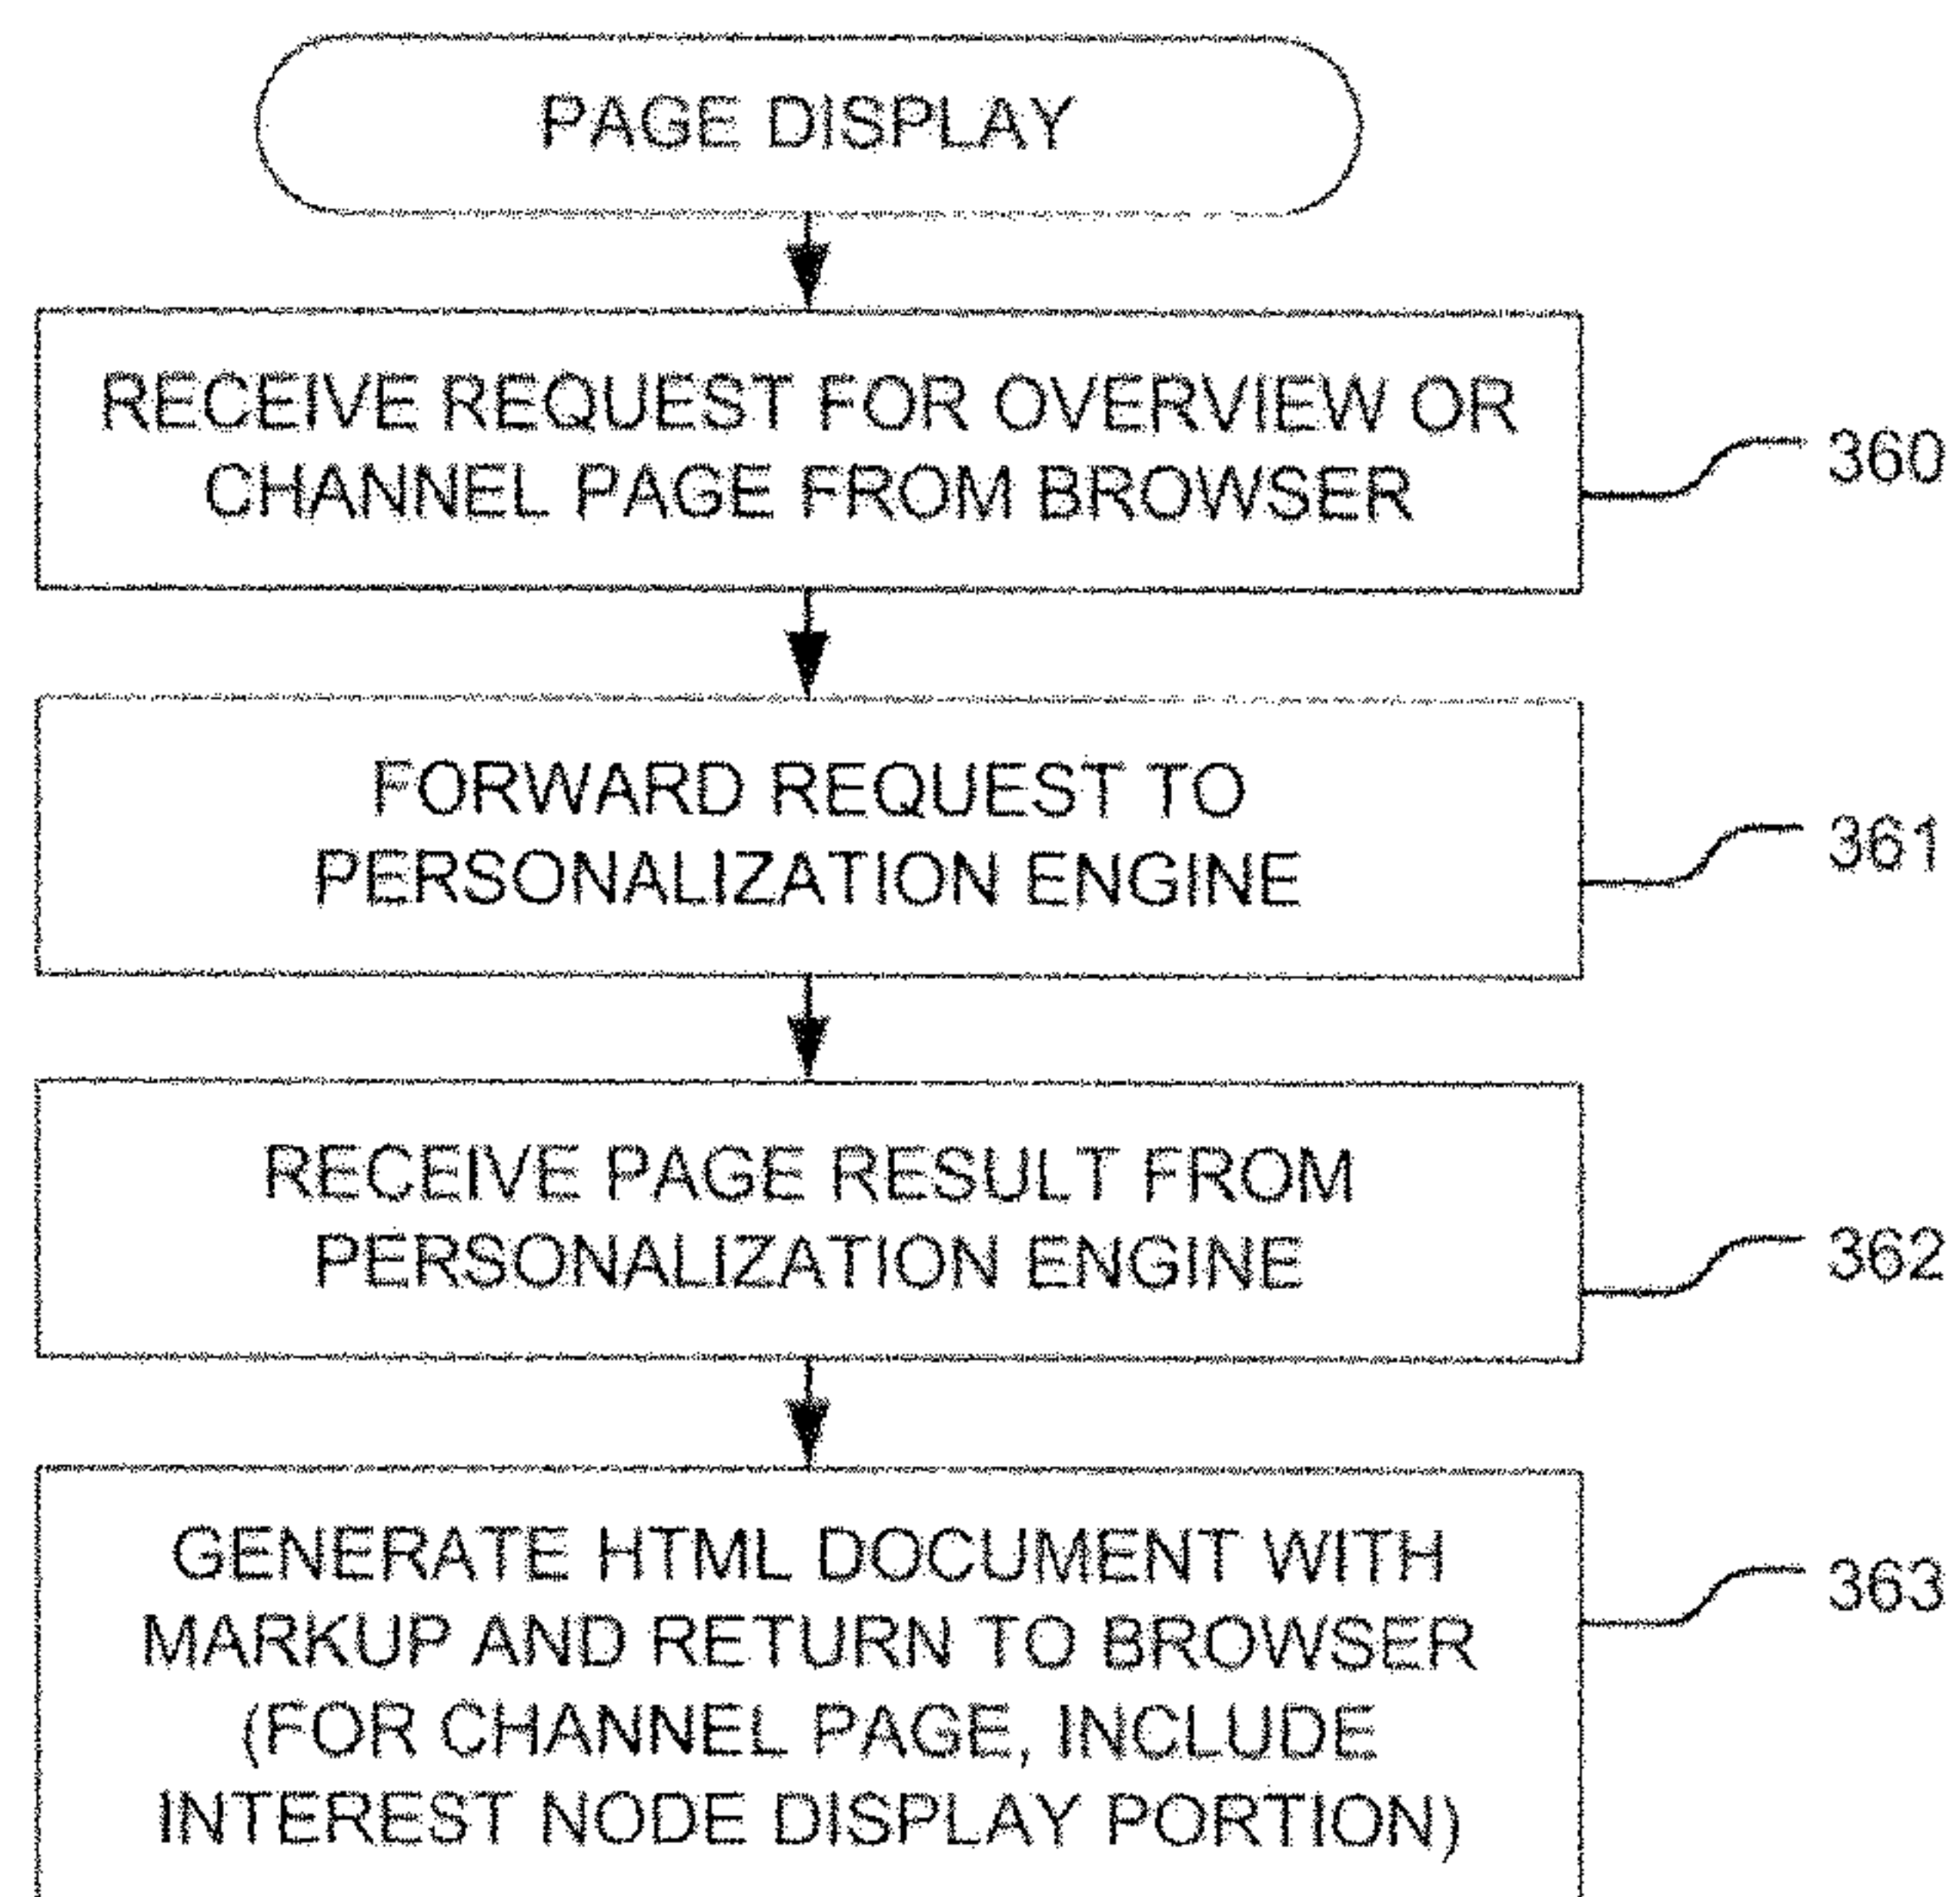 PAGE DISPLAY
RECEIVE REQUEST FOR OVERVIEW OR
CHANNEL PAGE FROM BROWSER
360
FORWARD REQUEST TO
PERSONALIZATION ENGINE
361
RECEIVE PAGE RESULT FROM
PERSONALIZATION ENGINE
362
GENERATE HTML DOCUMENT WITH
MARKUP AND RETURN TO BROWSER
(FOR CHANNEL PAGE, INCLUDE
INTEREST NODE DISPLAY PORTION)
363